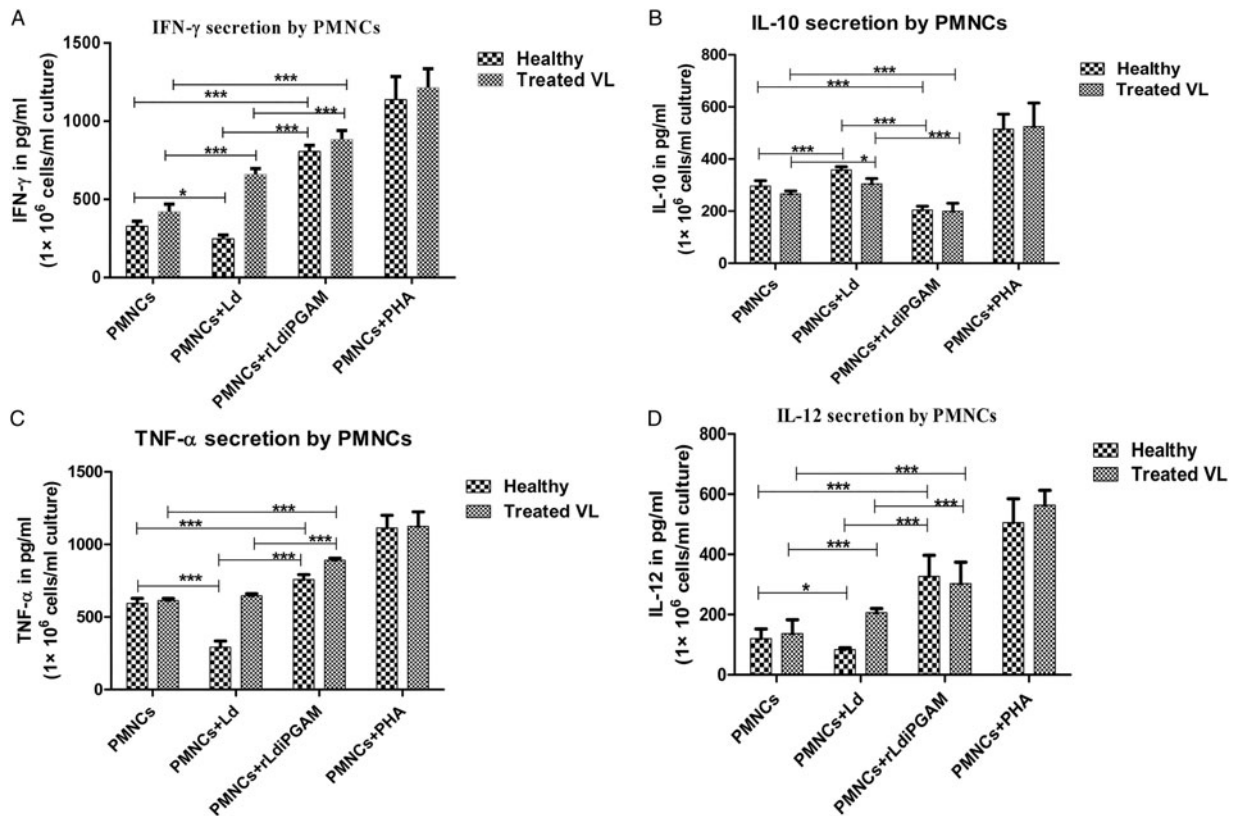 A
IFN-γ secretion by PMNCs
IFN-γ in pg/ml
(1× 10⁶ cells/ml culture)
1500
1000
500
0
***
***
***
***
***
*
Healthy
Treated VL
PMNCs
PMNCs+Ld
PMNCs+rLdiPGAM
PMNCs+PHA
B
IL-10 secretion by PMNCs
IL-10 in pg/ml
(1× 10⁶ cells/ml culture)
800
600
400
200
0
***
***
***
***
***
*
Healthy
Treated VL
PMNCs
PMNCs+Ld
PMNCs+rLdiPGAM
PMNCs+PHA
C
TNF-α secretion by PMNCs
TNF-α in pg/ml
(1× 10⁶ cells/ml culture)
1500
1000
500
0
***
***
***
***
***
Healthy
Treated VL
PMNCs
PMNCs+Ld
PMNCs+rLdiPGAM
PMNCs+PHA
D
IL-12 secretion by PMNCs
IL-12 in pg/ml
(1× 10⁶ cells/ml culture)
800
600
400
200
0
***
***
***
***
***
*
Healthy
Treated VL
PMNCs
PMNCs+Ld
PMNCs+rLdiPGAM
PMNCs+PHA